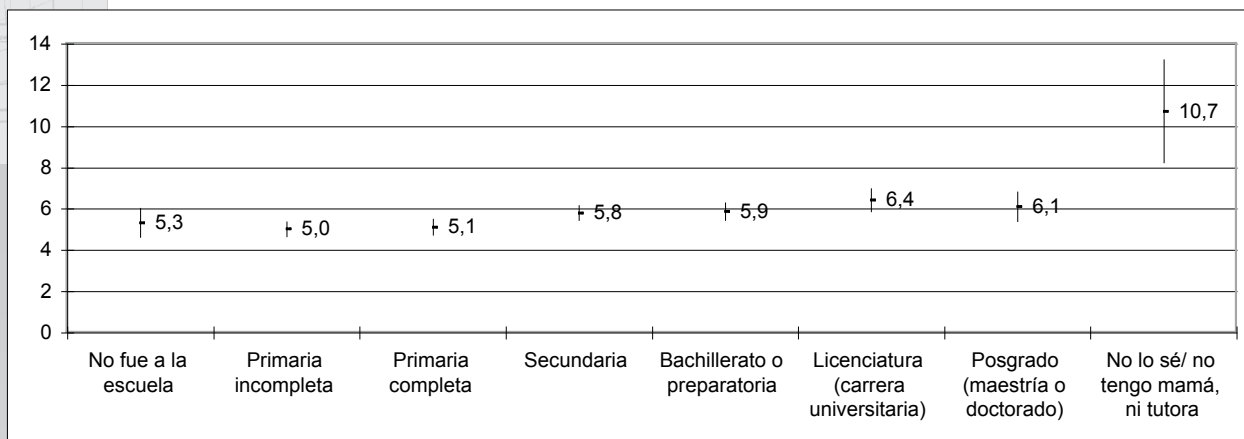 14
12
10
8
6
4
2
0
5,3
5,0
5,1
5,8
5,9
6,4
6,1
10,7
No fue a la
escuela
Primaria
incompleta
Primaria
completa
Secundaria
Bachillerato o
preparatoria
Licenciatura
(carrera
universitaria)
Posgrado
(maestría o
doctorado)
No lo sé/ no
tengo mamá,
ni tutora